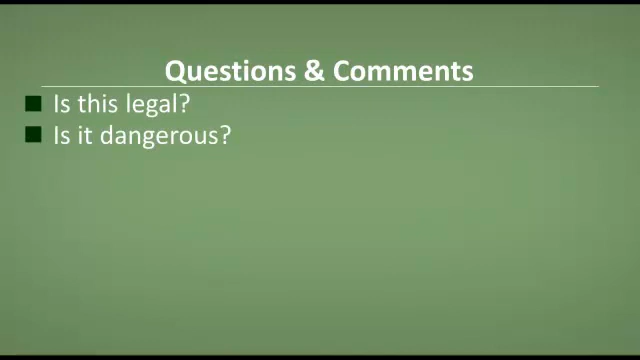 Questions & Comments
Is this legal?
Is it dangerous?